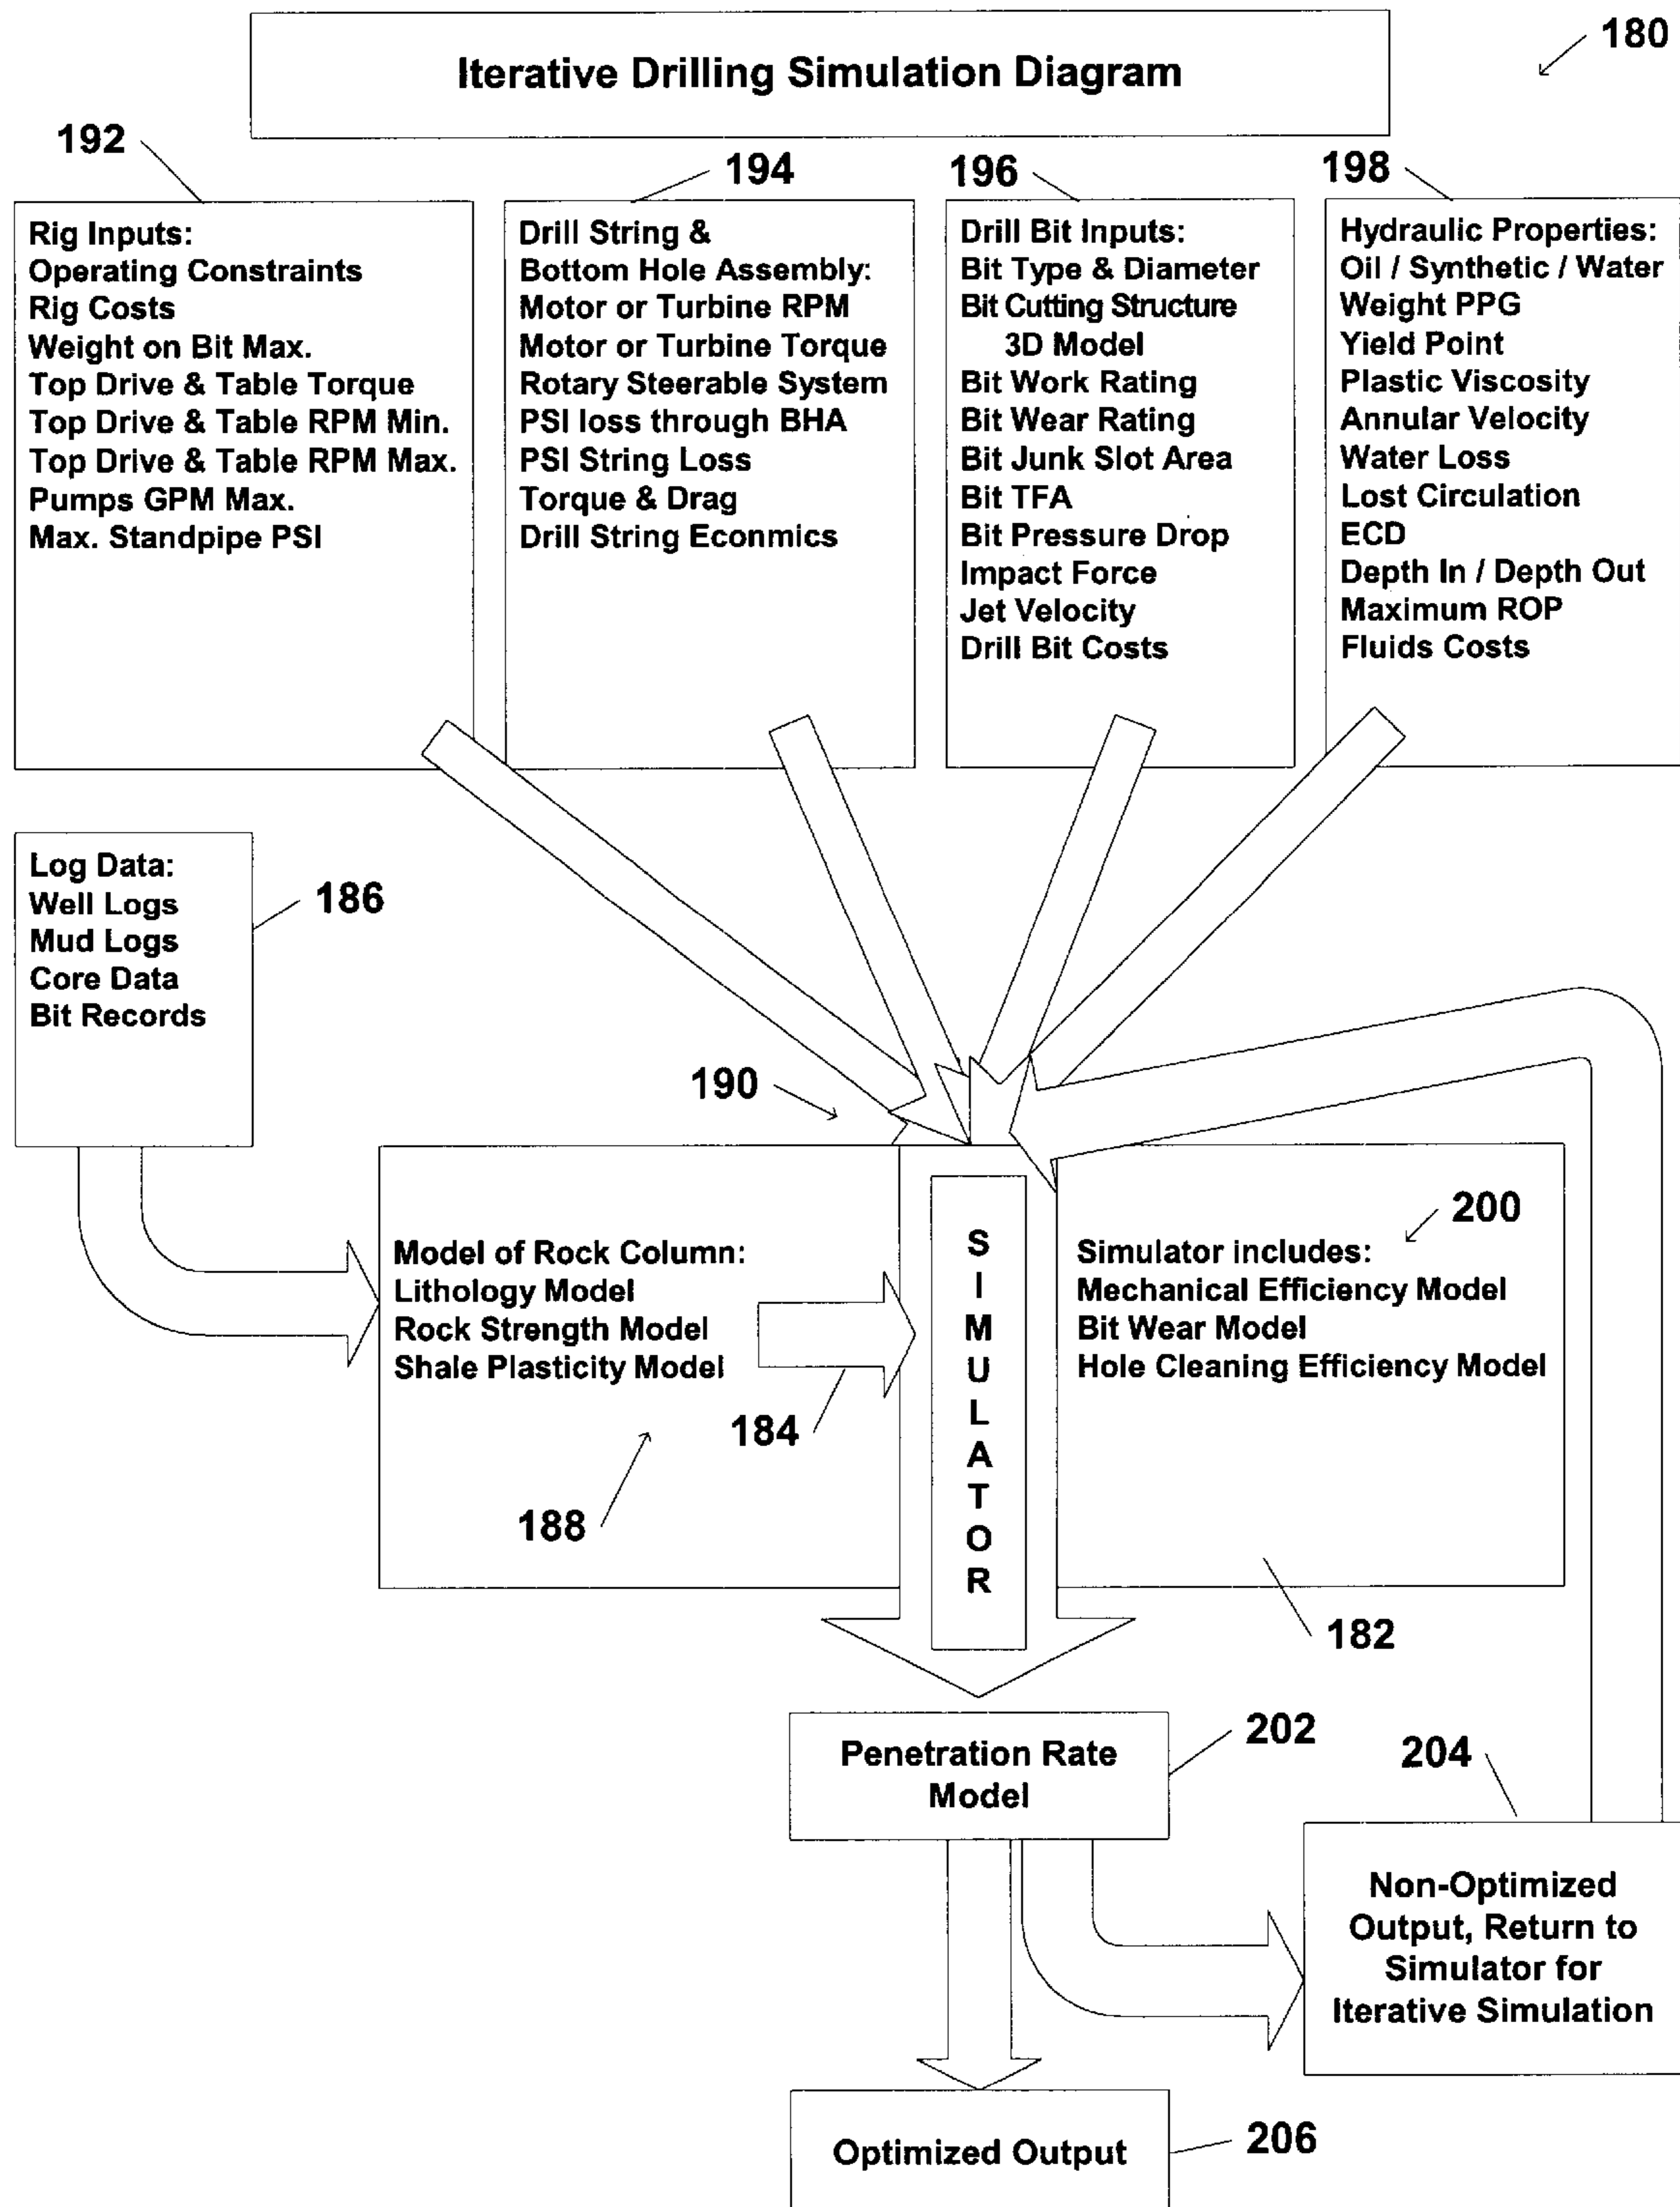 180
Iterative Drilling Simulation Diagram
192
194
196
198
Rig Inputs:
Operating Constraints
Rig Costs
Weight on Bit Max.
Top Drive & Table Torque
Top Drive & Table RPM Min.
Top Drive & Table RPM Max.
Pumps GPM Max.
Max. Standpipe PSI
Drill String &
Bottom Hole Assembly:
Motor or Turbine RPM
Motor or Turbine Torque
Rotary Steerable System
PSI loss through BHA
PSI String Loss
Torque & Drag
Drill String Econmics
Drill Bit Inputs:
Bit Type & Diameter
Bit Cutting Structure
3D Model
Bit Work Rating
Bit Wear Rating
Bit Junk Slot Area
Bit TFA
Bit Pressure Drop
Impact Force
Jet Velocity
Drill Bit Costs
Hydraulic Properties:
Oil / Synthetic / Water
Weight PPG
Yield Point
Plastic Viscosity
Annular Velocity
Water Loss
Lost Circulation
ECD
Depth In / Depth Out
Maximum ROP
Fluids Costs
Log Data:
Well Logs
Mud Logs
Core Data
Bit Records
186
190
Model of Rock Column:
Lithology Model
Rock Strength Model
Shale Plasticity Model
184
188
SIMULATOR
200
Simulator includes:
Mechanical Efficiency Model
Bit Wear Model
Hole Cleaning Efficiency Model
182
Penetration Rate
Model
202
204
Non-Optimized
Output, Return to
Simulator for
Iterative Simulation
Optimized Output
206